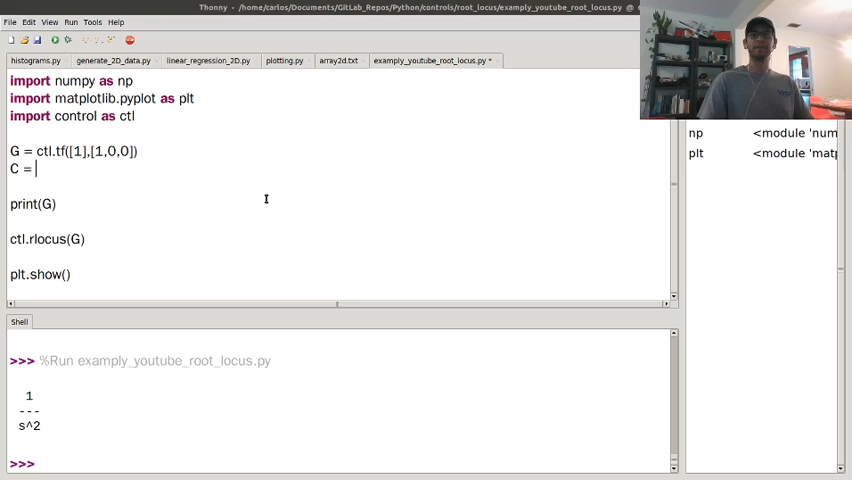 Thonny - /home/carlos/Documents/GitLab_Repos/Python/controls/root_locus/examply_youtube_root_locus.py * @
File Edit View Run Tools Help
histograms.py generate_2D_data.py linear_regression_2D.py plotting.py array2d.txt examply_youtube_root_locus.py *
import numpy as np
import matplotlib.pyplot as plt
import control as ctl
G = ctl.tf([1],[1,0,0])
C =
print(G)
ctl.rlocus(G)
plt.show()
np <module 'num
plt <module 'matp
Shell
>>> %Run examply_youtube_root_locus.py
1
---
s^2
>>>